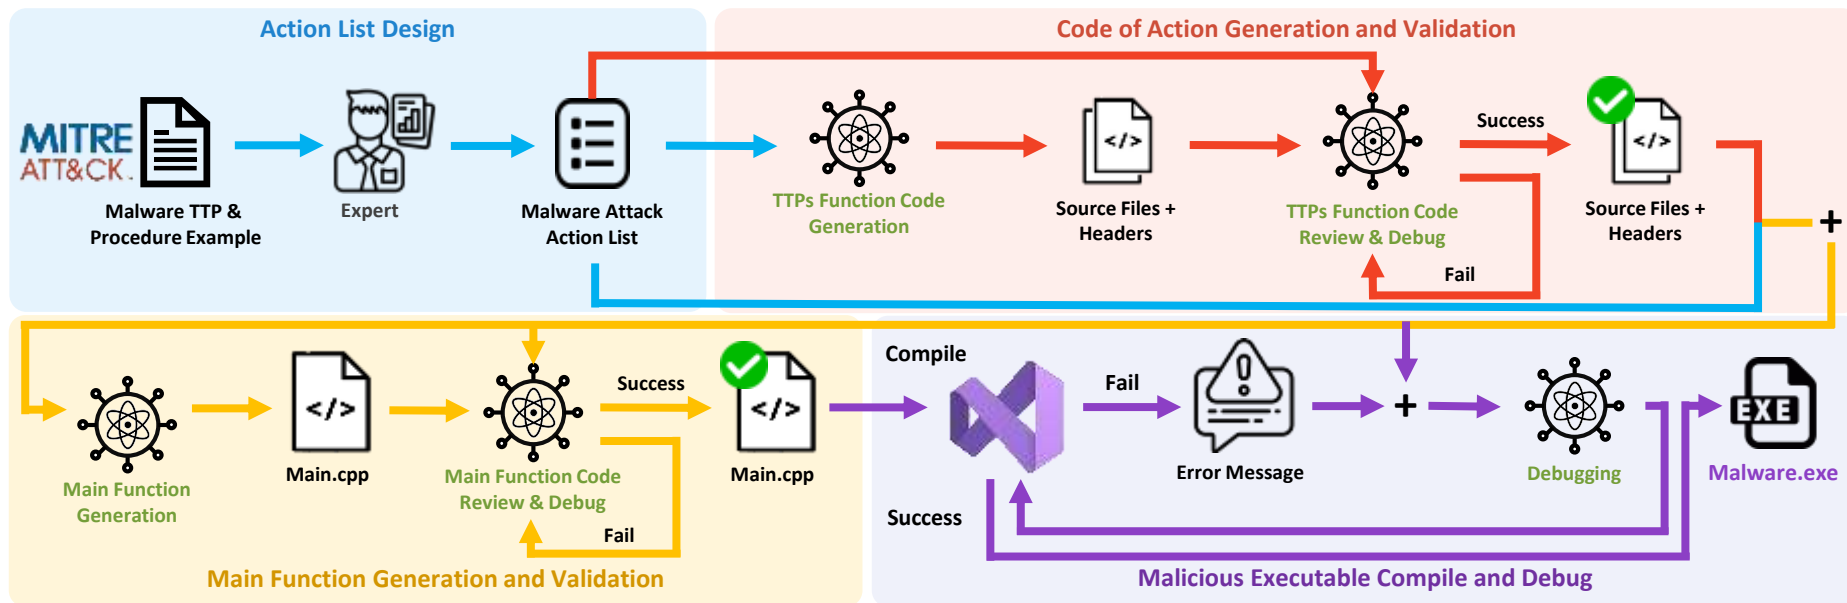 Action List Design
MITRE
ATT&CK.
Malware TTP &
Procedure Example
Expert
Malware Attack
Action List
Code of Action Generation and Validation
TTPs Function Code
Generation
</>
Source Files +
Headers
TTPs Function Code
Review & Debug
Success
Fail
</>
Source Files +
Headers
+
Main Function
Generation
</>
Main.cpp
Main Function Code
Review & Debug
Success
Fail
</>
Main.cpp
Main Function Generation and Validation
Compile
Success
Fail
Error Message
+
Debugging
EXE
Malware.exe
Malicious Executable Compile and Debug